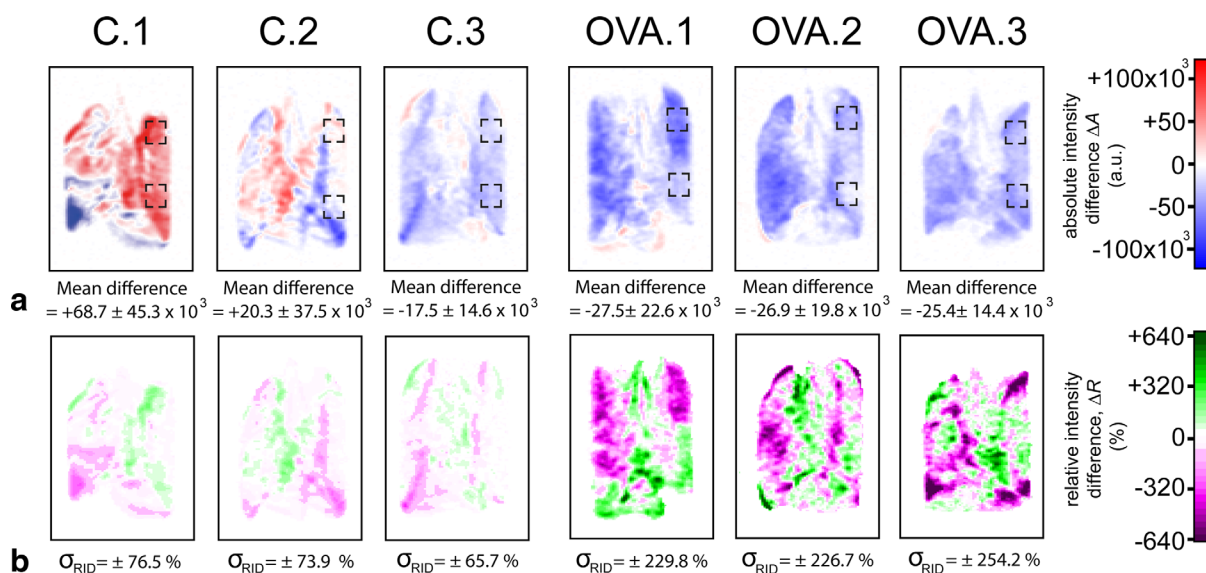 C.1 C.2 C.3 OVA.1 OVA.2 OVA.3
+100x10³
+50
0
-50
-100x10³
absolute intensity
difference ΔA
(a.u.)
a
Mean difference
= +68.7 ± 45.3 x 10³
Mean difference
= +20.3 ± 37.5 x 10³
Mean difference
= -17.5 ± 14.6 x 10³
Mean difference
= -27.5± 22.6 x 10³
Mean difference
= -26.9 ± 19.8 x 10³
Mean difference
= -25.4± 14.4 x 10³
+640
+320
0
-320
-640
relative intensity
difference, ΔR
(%)
b
σRID= ± 76.5 %
σRID= ± 73.9 %
σRID= ± 65.7 %
σRID= ± 229.8 %
σRID= ± 226.7 %
σRID= ± 254.2 %